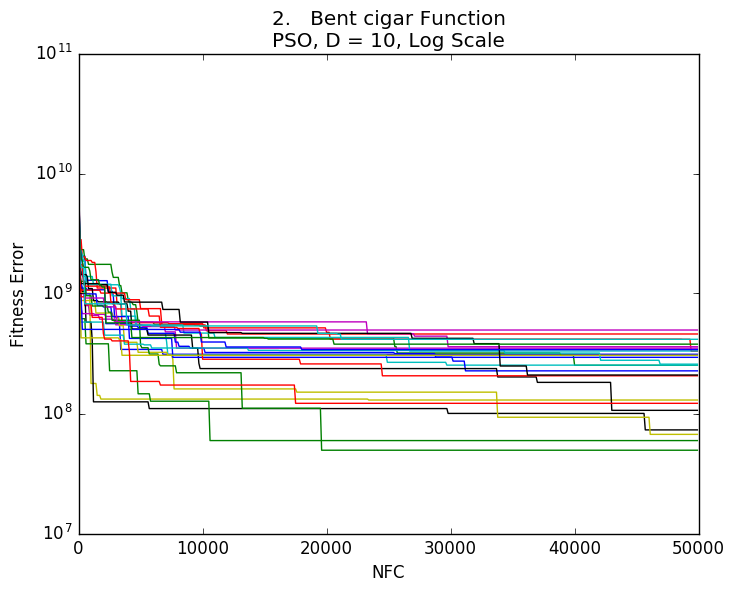 2.   Bent cigar Function
PSO, D = 10, Log Scale
10^11
10^10
10^9
10^8
10^7
Fitness Error
0 10000 20000 30000 40000 50000
NFC